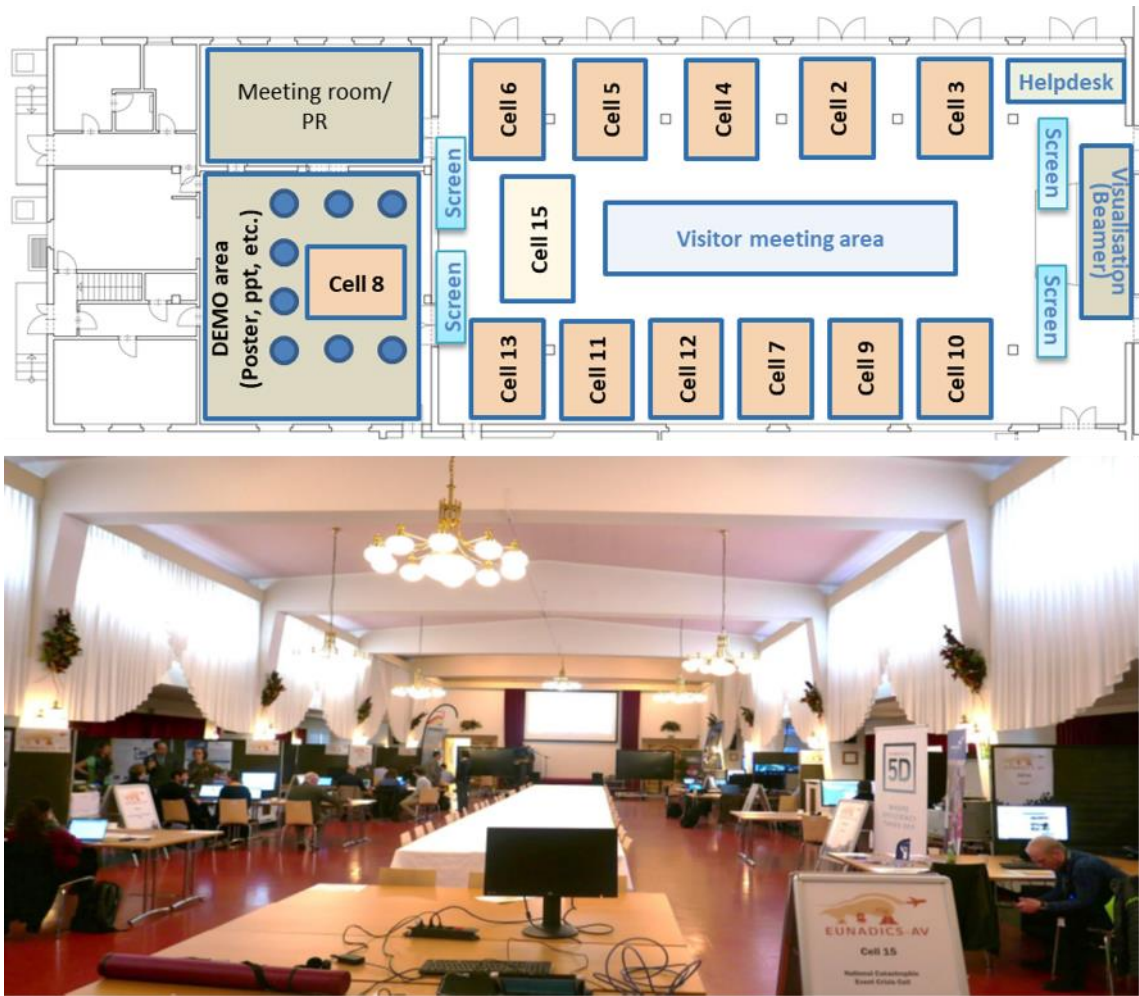 Meeting room/
PR
Cell 6
Cell 5
Cell 4
Cell 2
Cell 3
Helpdesk
Screen
Screen
Screen
Screen
Visualisation
(Beamer)
DEMO area
(Poster, ppt, etc.)
Cell 8
Cell 15
Visitor meeting area
Cell 13
Cell 11
Cell 12
Cell 7
Cell 9
Cell 10
5D
EUNADICS-AV
Cell 15
National Catastrophic
Event Crisis Cell